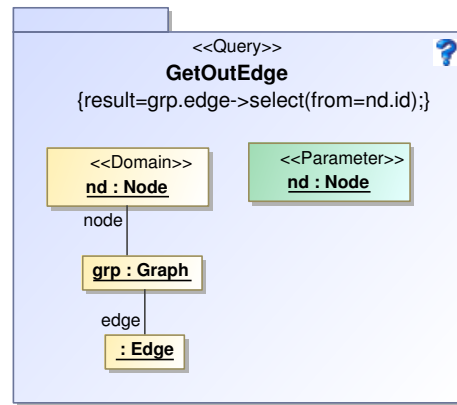 <<Query>>
GetOutEdge
{result=grp.edge->select(from=nd.id);}
<<Domain>>
nd : Node
<<Parameter>>
nd : Node
node
grp : Graph
edge
: Edge